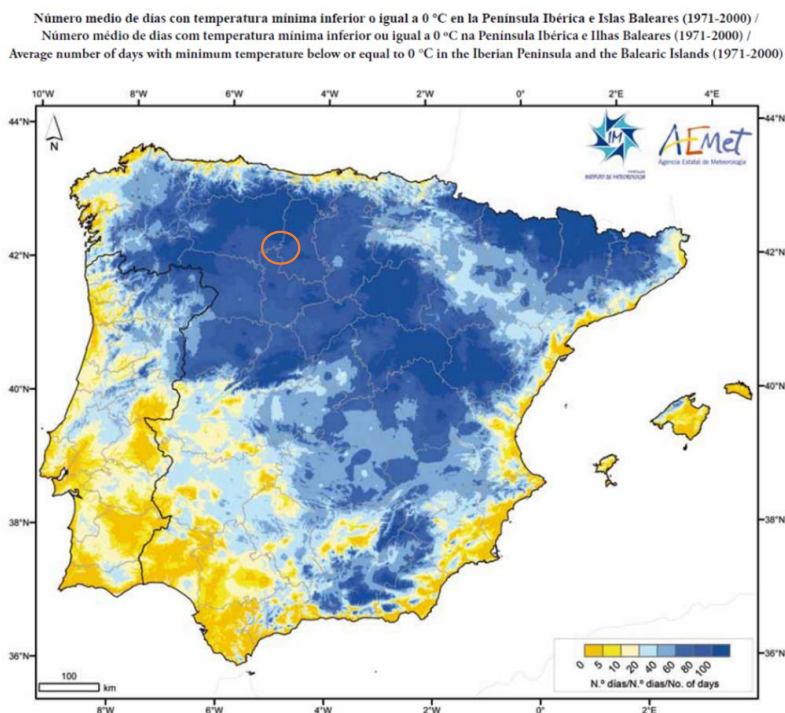 Número medio de días con temperatura mínima inferior o igual a 0 °C en la Península Ibérica e Islas Baleares (1971-2000) /
Número médio de dias com temperatura mínima inferior ou igual a 0 ºC na Península Ibérica e Ilhas Baleares (1971-2000) /
Average number of days with minimum temperature below or equal to 0 °C in the Iberian Peninsula and the Balearic Islands (1971-2000)
10°W 8°W 6°W 4°W 2°W 0° 2°E 4°E
44°N 44°N
N
IM
AEMet
Agencia Estatal de Meteorología
INSTITUTO DE METEOROLOGIA
42°N 42°N
40°N 40°N
38°N 38°N
36°N 36°N
0 5 10 20 40 60 80 100
N.º días/N.º dias/No. of days
100
km
8°W 6°W 4°W 2°W 0° 2°E